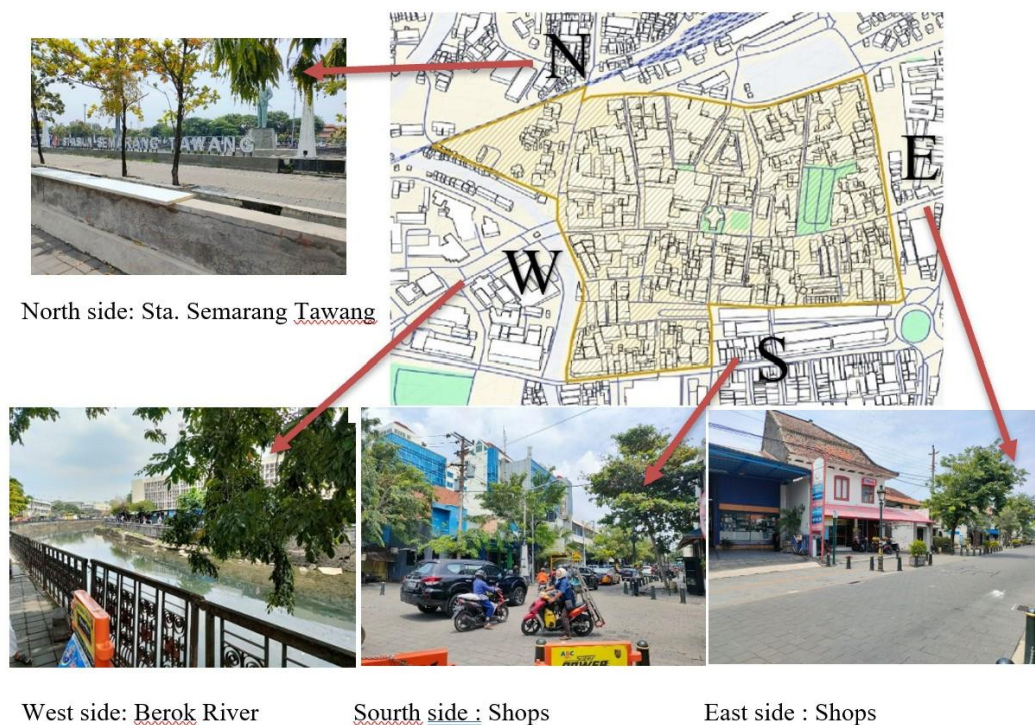 N
STASIUN SEMARANG TAWANG
E
W
North side: Sta. Semarang Tawang
S
West side: Berok River
Sourth side : Shops
East side : Shops